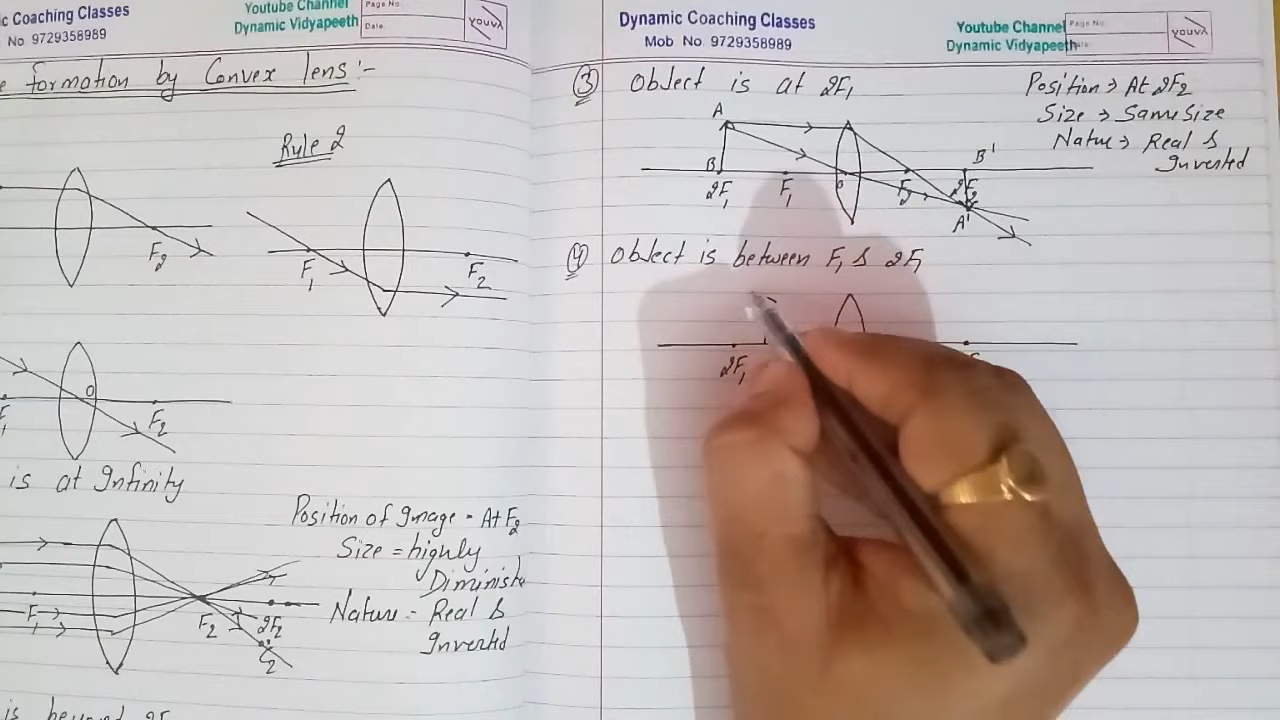 c Coaching Classes
No 9729358989
Youtube Channel
Dynamic Vidyapeeth
Page No
Date
youvλ
e formation by Convex lens :-
Rule 2
F2
F1
F2
O
F1
F2
is at Infinity
Position of Image - At F2
Size = highly
Diminish
Nature - Real &
Inverted
F1
F2
2F2
C2
is beyond 2F
Dynamic Coaching Classes
Mob No 9729358989
Youtube Channel
Dynamic Vidyapeeth
Page No
Date
youvλ
③ Object is at 2F1
Position → At 2F2
Size → Same Size
Nature → Real &
Inverted
A
B
2F1
F1
O
F2
2F2
B'
A'
④ Object is between F1 & 2F1
2F1